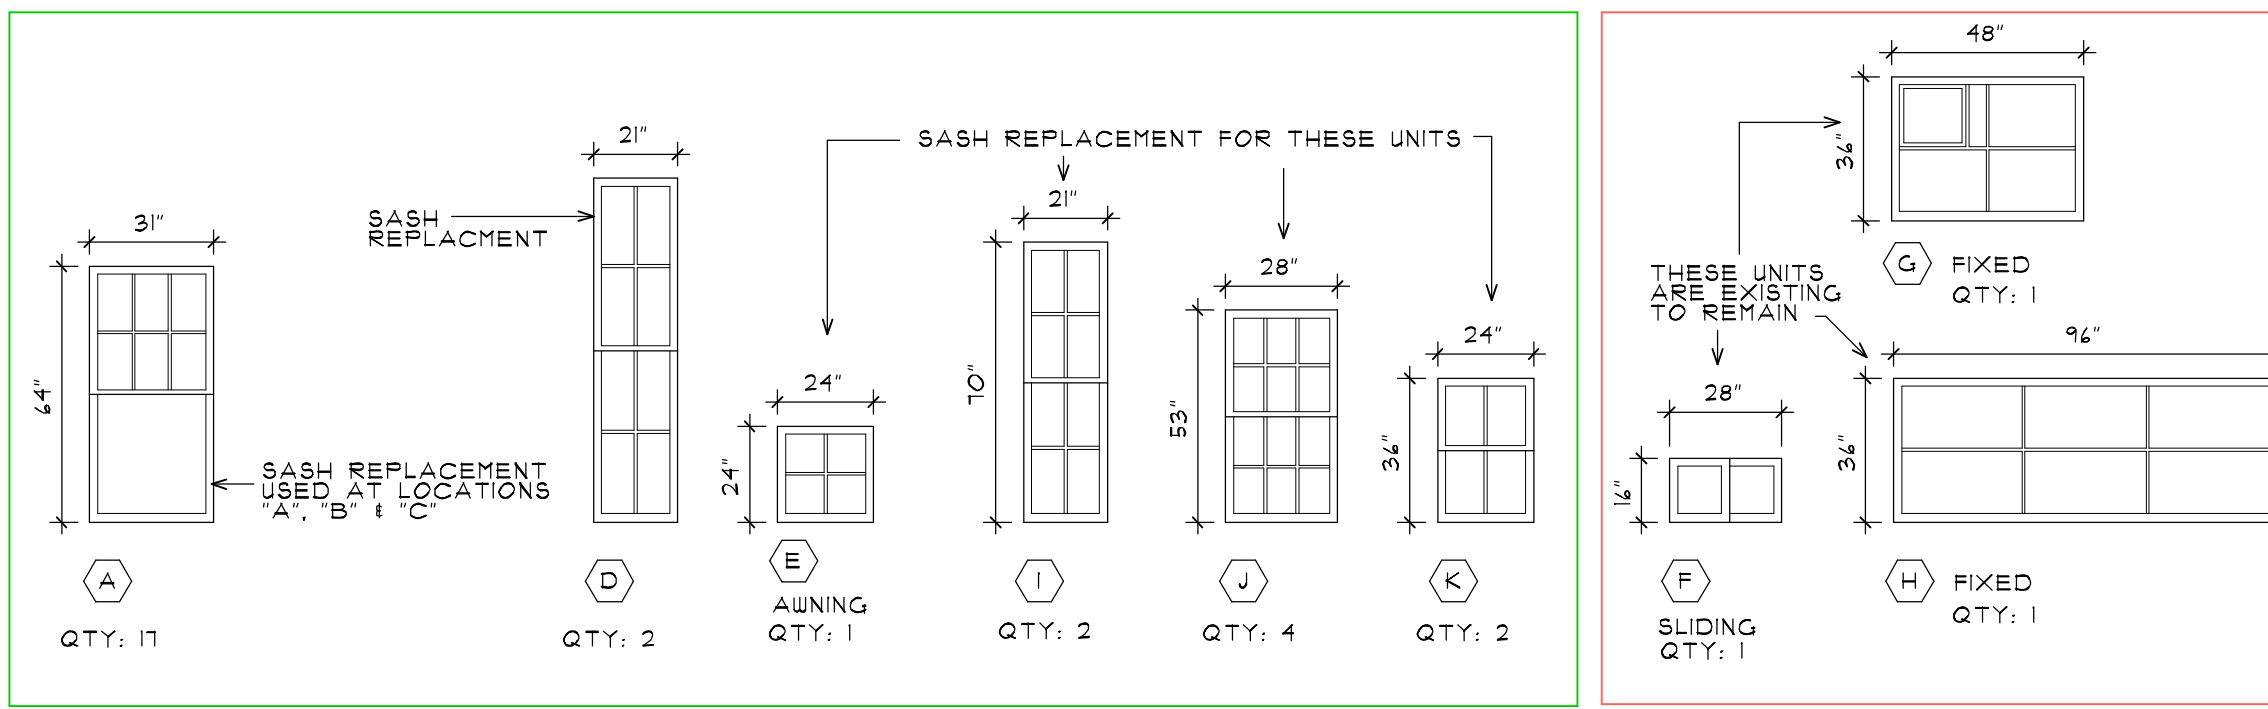 31"
64"
SASH REPLACEMENT
USED AT LOCATIONS
"A", "B" & "C"
A
QTY: 17
SASH
REPLACMENT
21"
D
QTY: 2
SASH REPLACEMENT FOR THESE UNITS
24"
24"
E
AWNING
QTY: 1
21"
70"
I
QTY: 2
28"
53"
J
QTY: 4
24"
36"
K
QTY: 2
48"
36"
G FIXED
QTY: 1
THESE UNITS
ARE EXISTING
TO REMAIN
28"
16"
F
SLIDING
QTY: 1
96"
36"
H FIXED
QTY: 1